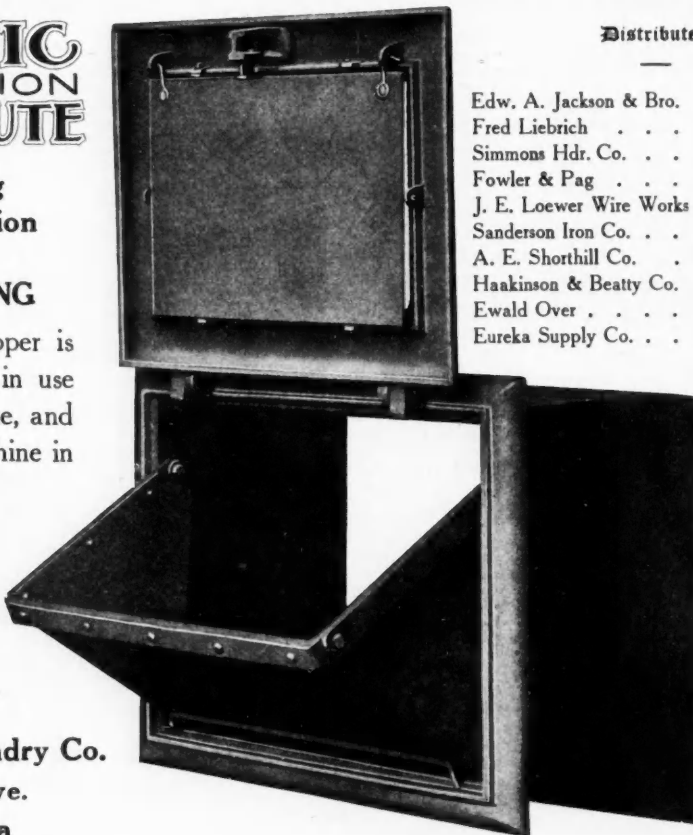 IC
ION
UTE
g
ion
NG
pper is
in use
e, and
hine in
ndry Co.
ve.
a
Distribute
Edw. A. Jackson & Bro. .
Fred Liebrich . . .
Simmons Hdr. Co. . .
Fowler & Pag . . .
J. E. Loewer Wire Works
Sanderson Iron Co. . .
A. E. Shorthill Co. .
Haakinson & Beatty Co.
Ewald Over . . . .
Eureka Supply Co. . .